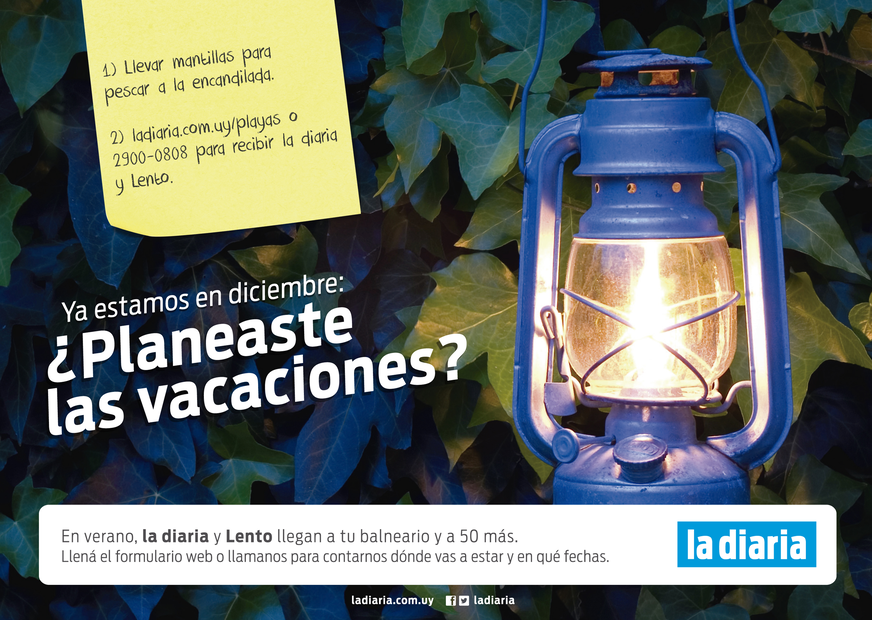 1) Llevar mantillas para
pescar a la encandilada.
2) ladiaria.com.uy/playas o
2900-0808 para recibir la diaria
y Lento.
Ya estamos en diciembre:
¿Planeaste
las vacaciones?
En verano, la diaria y Lento llegan a tu balneario y a 50 más.
Llená el formulario web o llamanos para contarnos dónde vas a estar y en qué fechas.
la diaria
ladiaria.com.uy ladiaria